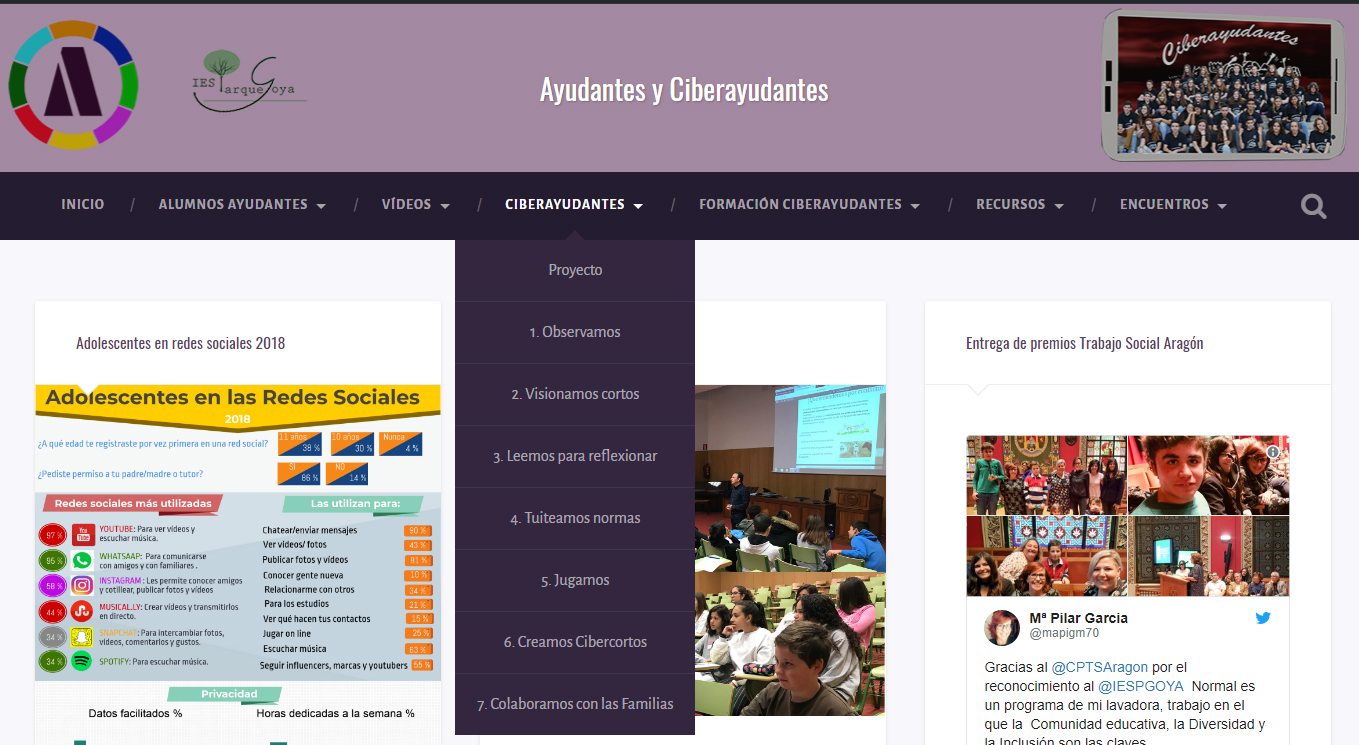 IES Parque Goya
Ayudantes y Ciberayudantes
Ciberayudantes
INICIO / ALUMNOS AYUDANTES / VÍDEOS / CIBERAYUDANTES / FORMACIÓN CIBERAYUDANTES / RECURSOS / ENCUENTROS
Proyecto
1. Observamos
2. Visionamos cortos
3. Leemos para reflexionar
4. Tuiteamos normas
5. Jugamos
6. Creamos Cibercortos
7. Colaboramos con las Familias
Adolescentes en redes sociales 2018
Adolescentes en las Redes Sociales
2018
¿A qué edad te registraste por vez primera en una red social?
11 años 38 %
10 años 30 %
Nunca 4 %
¿Pediste permiso a tu padre/madre o tutor?
SI 86 %
NO 14 %
Redes sociales más utilizadas
97 % YOUTUBE: Para ver vídeos y
escuchar música.
95 % WHATSAAP: Para comunicarse
con amigos y con familiares .
58 % INSTAGRAM : Les permite conocer amigos
y cotillear, publicar fotos y vídeos
44 % MUSICAL.LY: Crear vídeos y transmitirlos
en directo.
34 % SNAPCHAT: Para intercambiar fotos,
vídeos, comentarios y gustos.
34 % SPOTIFY: Para escuchar música.
Las utilizan para:
Chatear/enviar mensajes 90 %
Ver vídeos/ fotos 43 %
Publicar fotos y vídeos 81 %
Conocer gente nueva 10 %
Relacionarme con otros 34 %
Para los estudios 21 %
Ver qué hacen tus contactos 15 %
Jugar on line 25 %
Escuchar música 63 %
Seguir influencers, marcas y youtubers 55 %
Privacidad
Datos facilitados %
Horas dedicadas a la semana %
Entrega de premios Trabajo Social Aragón
Mª Pilar García
@mapigm70
Gracias al @CPTSAragon por el
reconocimiento al @IESPGOYA Normal es
un programa de mi lavadora, trabajo en el
que la Comunidad educativa, la Diversidad y
la Inclusión son las claves